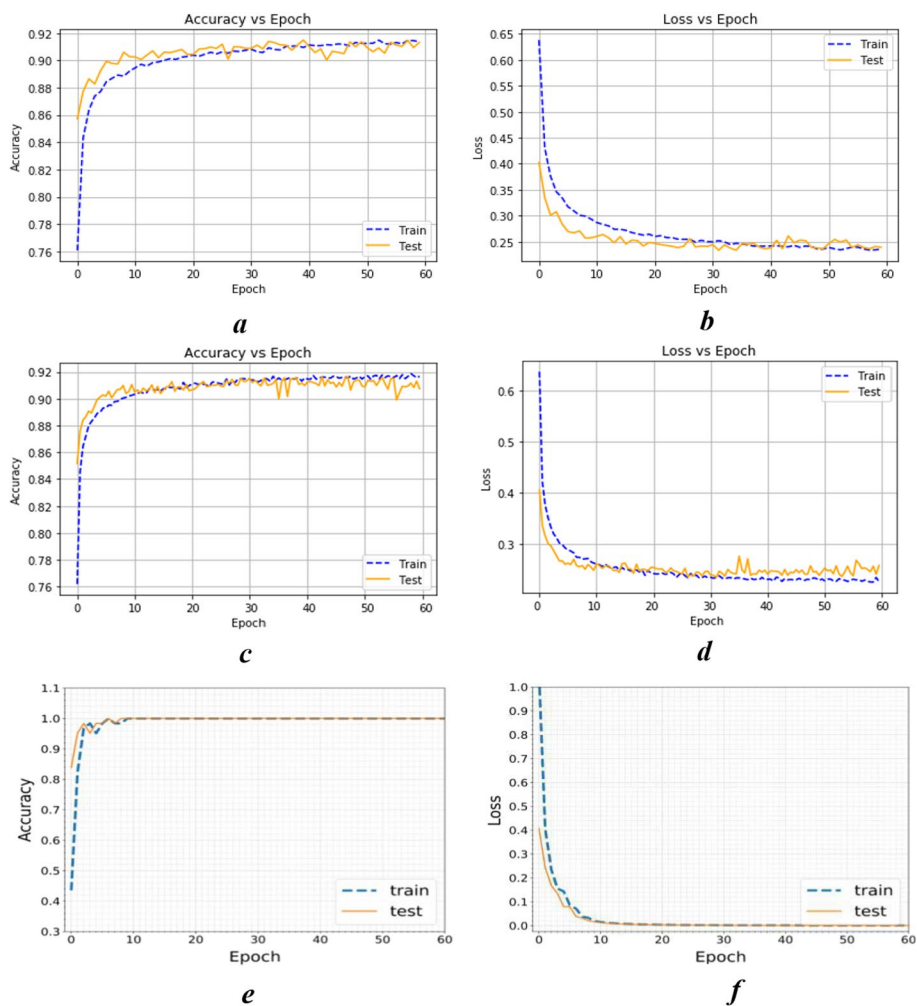 Accuracy vs Epoch
0.92
0.90
0.88
0.86
0.84
0.82
0.80
0.78
0.76
Accuracy
0 10 20 30 40 50 60
Epoch
Train
Test
a
Loss vs Epoch
0.65
0.60
0.55
0.50
0.45
0.40
0.35
0.30
0.25
Loss
0 10 20 30 40 50 60
Epoch
Train
Test
b
Accuracy vs Epoch
0.92
0.90
0.88
0.86
0.84
0.82
0.80
0.78
0.76
Accuracy
0 10 20 30 40 50 60
Epoch
Train
Test
c
Loss vs Epoch
0.6
0.5
0.4
0.3
Loss
0 10 20 30 40 50 60
Epoch
Train
Test
d
1.0
1.0
0.9
0.8
0.7
0.6
0.5
0.4
0.3
Accuracy
0 10 20 30 40 50 60
Epoch
train
test
e
1.0
0.9
0.8
0.7
0.6
0.5
0.4
0.3
0.2
0.1
0.0
Loss
0 10 20 30 40 50 60
Epoch
train
test
f